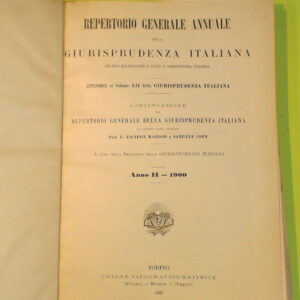 REPERTORIO GENERALE ANNUALE
DELLA
GIURISPRUDENZA ITALIANA
APPENDICE al Volume LII della GIURISPRUDENZA ITALIANA
CONTINUAZIONE
DEL
REPERTORIO GENERALE DELLA GIURISPRUDENZA ITALIANA
Prof. E. PACIFICI MAZZONI e SAMUELE COEN
A CURA DELLA DIREZIONE DELLA GIURISPRUDENZA ITALIANA
Anno II — 1900
TORINO
UNIONE TIPOGRAFICO-EDITRICE
Milano — Roma — Napoli